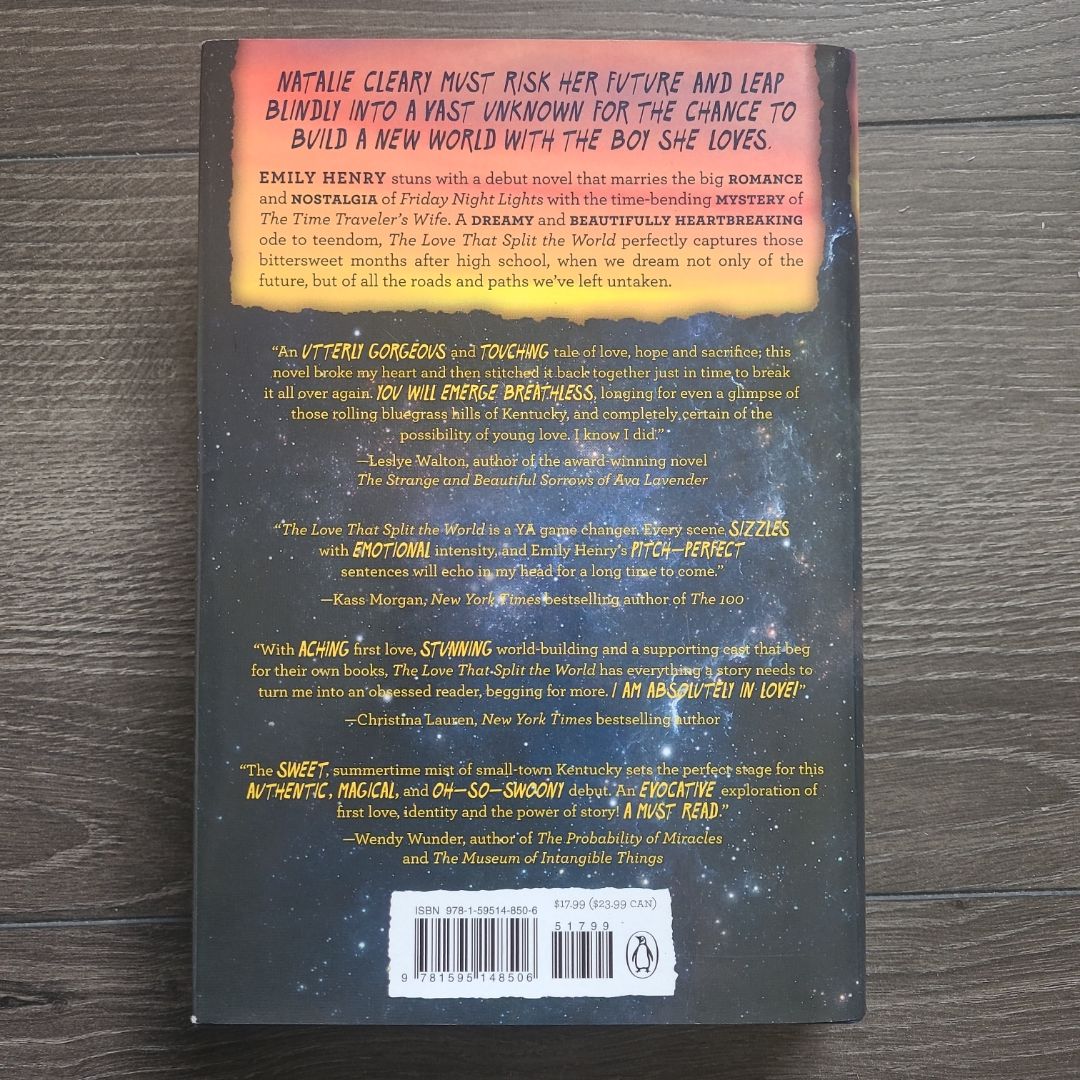 NATALIE CLEARY MUST RISK HER FUTURE AND LEAP
BLINDLY INTO A VAST UNKNOWN FOR THE CHANCE TO
BUILD A NEW WORLD WITH THE BOY SHE LOVES.
EMILY HENRY stuns with a debut novel that marries the big ROMANCE
and NOSTALGIA of Friday Night Lights with the time-bending MYSTERY of
The Time Traveler's Wife. A DREAMY and BEAUTIFULLY HEARTBREAKING
ode to teendom, The Love That Split the World perfectly captures those
bittersweet months after high school, when we dream not only of the
future, but of all the roads and paths we've left untaken.
"An UTTERLY GORGEOUS and TOUCHING tale of love, hope and sacrifice; this
novel broke my heart and then stitched it back together just in time to break
it all over again. YOU WILL EMERGE BREATHLESS, longing for even a glimpse of
those rolling bluegrass hills of Kentucky, and completely certain of the
possibility of young love. I know I did."
—Leslye Walton, author of the award-winning novel
The Strange and Beautiful Sorrows of Ava Lavender
"The Love That Split the World is a YA game changer. Every scene SIZZLES
with EMOTIONAL intensity, and Emily Henry's PITCH—PERFECT
sentences will echo in my head for a long time to come."
—Kass Morgan, New York Times bestselling author of The 100
"With ACHING first love, STUNNING world-building and a supporting cast that beg
for their own books, The Love That Split the World has everything a story needs to
turn me into an obsessed reader, begging for more. I AM ABSOLUTELY IN LOVE!"
—Christina Lauren, New York Times bestselling author
"The SWEET, summertime mist of small-town Kentucky sets the perfect stage for this
AUTHENTIC, MAGICAL, and OH—SO—SWOONY debut. An EVOCATIVE exploration of
first love, identity and the power of story! A MUST READ."
—Wendy Wunder, author of The Probability of Miracles
and The Museum of Intangible Things
ISBN 978-1-59514-850-6
$17.99 ($23.99 CAN)
51799
9 781595 148506